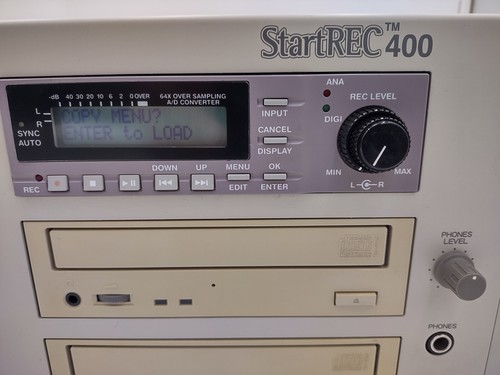 StartREC™ 400
-dB 40 30 20 10 6 2 0 OVER
64X OVER SAMPLING
A/D CONVERTER
L
R
SYNC
AUTO
COPY MENU?
ENTER to LOAD
INPUT
CANCEL
DISPLAY
ANA
DIGI
REC LEVEL
MIN
MAX
L R
DOWN
UP
MENU
OK
REC
EDIT
ENTER
PHONES
LEVEL
PHONES